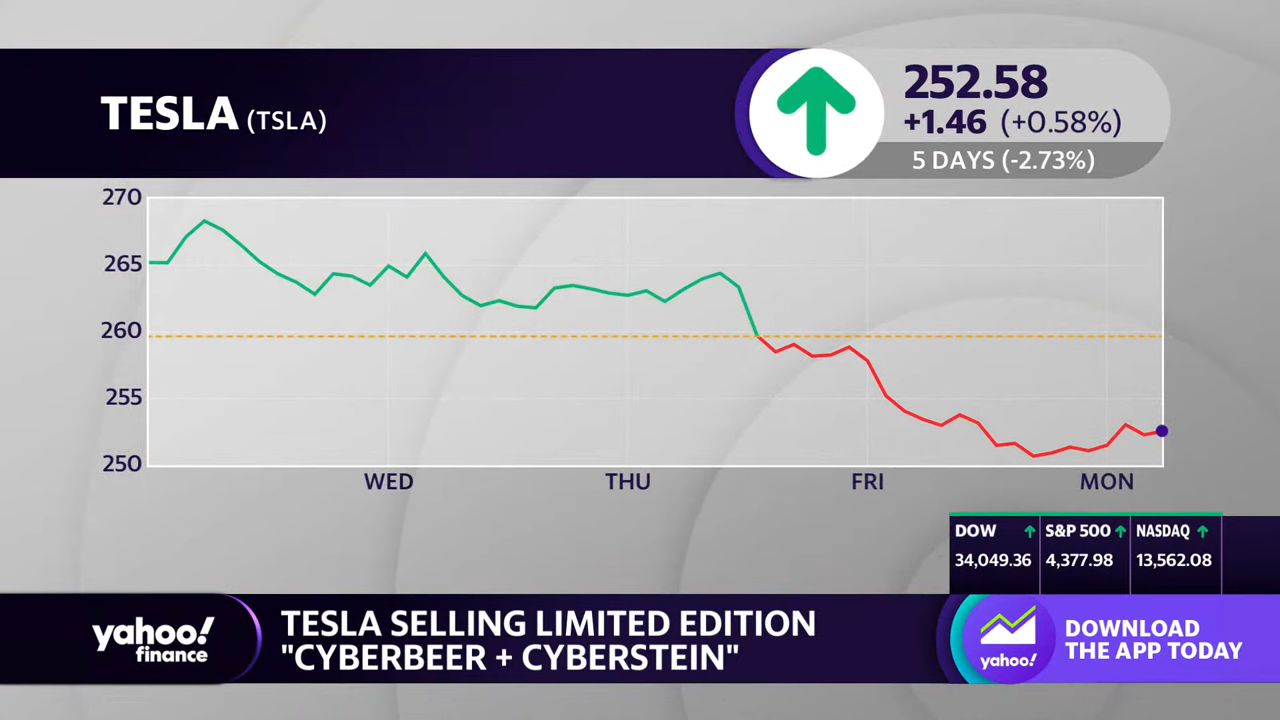 TESLA (TSLA)
252.58
+1.46 (+0.58%)
5 DAYS (-2.73%)
270
265
260
255
250
WED THU FRI MON
DOW S&P 500 NASDAQ
34,049.36 4,377.98 13,562.08
yahoo!
finance
TESLA SELLING LIMITED EDITION
"CYBERBEER + CYBERSTEIN"
yahoo!
DOWNLOAD
THE APP TODAY